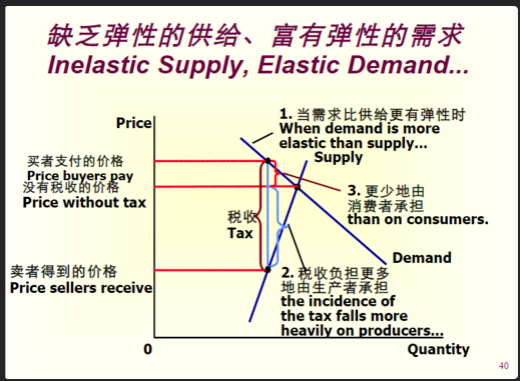 缺乏弹性的供给、富有弹性的需求
Inelastic Supply, Elastic Demand...
Price
1. 当需求比供给更有弹性时
When demand is more
elastic than supply...
Supply
买者支付的价格
Price buyers pay
没有税收的价格
Price without tax
3. 更少地由
消费者承担
than on consumers.
税收
Tax
Demand
卖者得到的价格
Price sellers receive
2. 税收负担更多
地由生产者承担
the incidence of
the tax falls more
heavily on producers...
0
Quantity
40